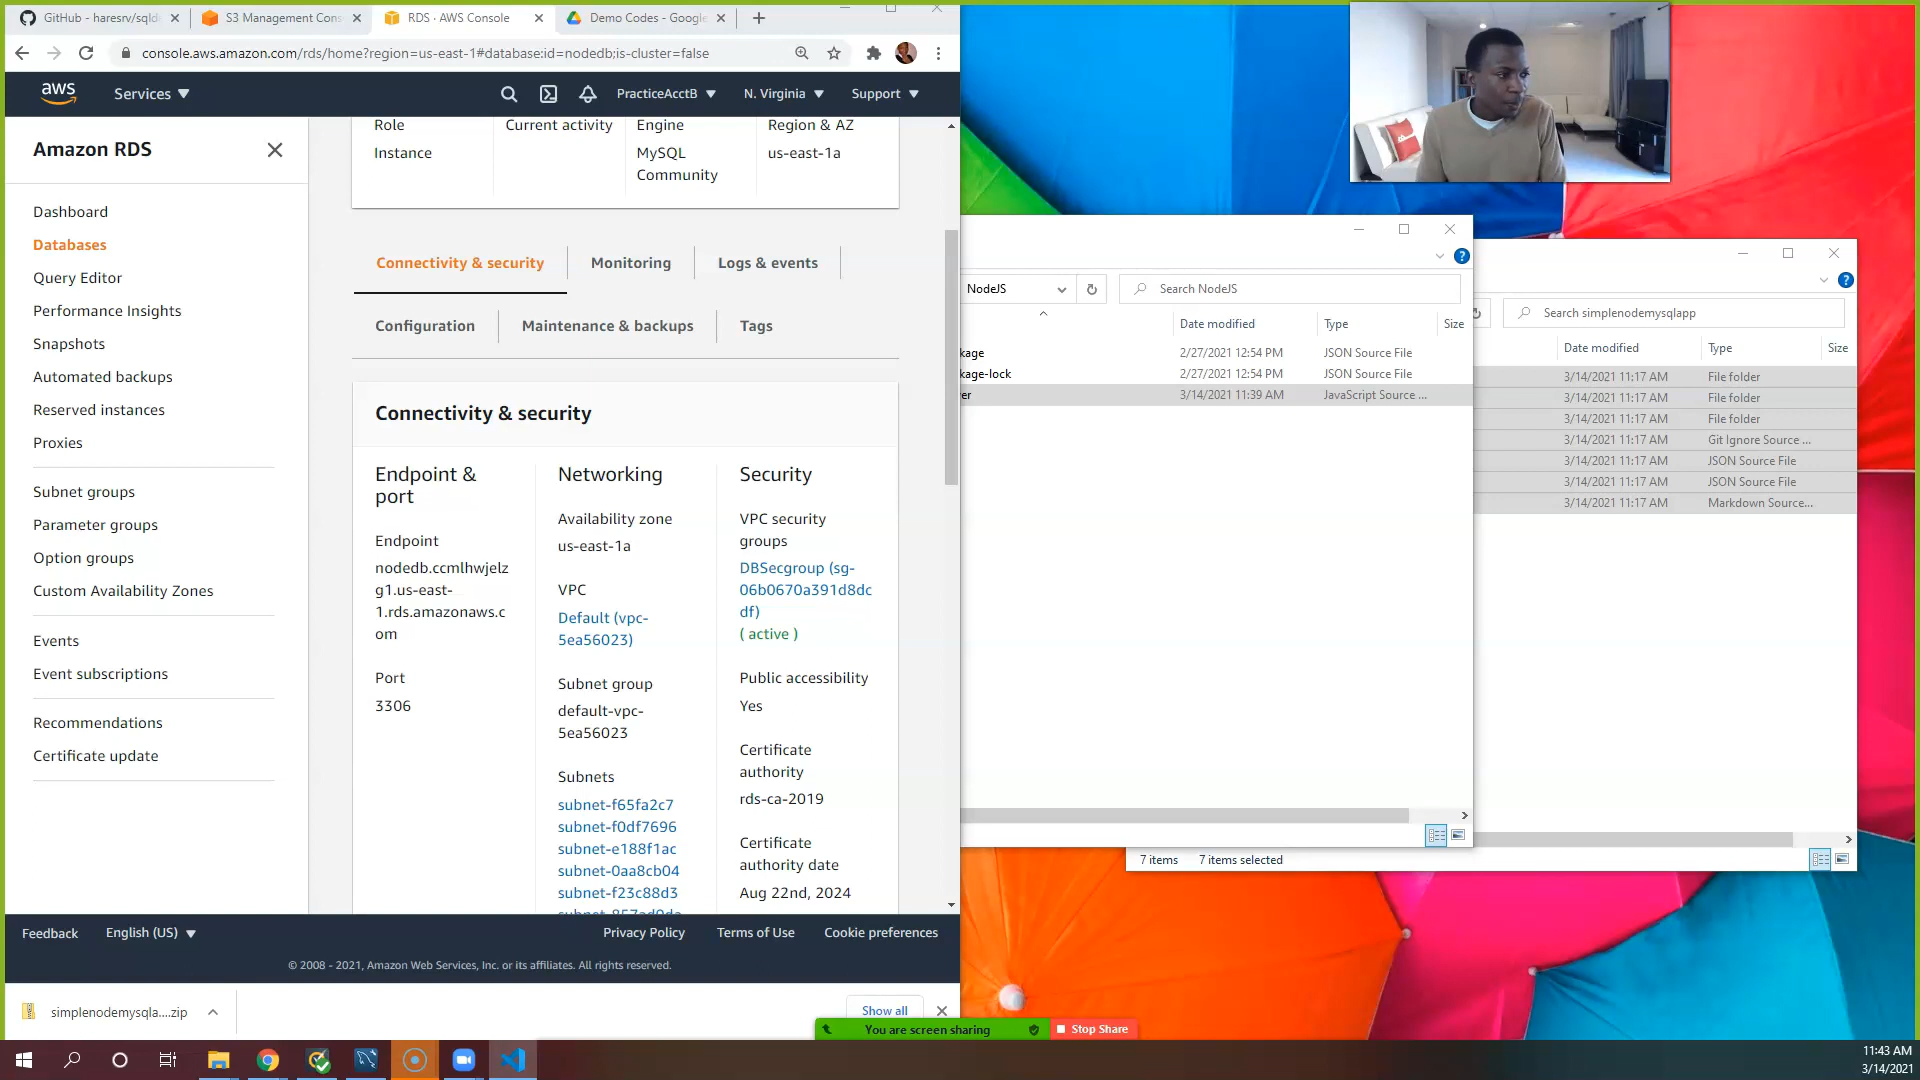 GitHub - haresrv/sqld
S3 Management Cons
RDS · AWS Console
Demo Codes - Google
console.aws.amazon.com/rds/home?region=us-east-1#database:id=nodedb;is-cluster=false
aws
Services
PracticeAcctB
N. Virginia
Support
Amazon RDS
Dashboard
Databases
Query Editor
Performance Insights
Snapshots
Automated backups
Reserved instances
Proxies
Subnet groups
Parameter groups
Option groups
Custom Availability Zones
Events
Event subscriptions
Recommendations
Certificate update
Role
Instance
Current activity
Engine
MySQL
Community
Region & AZ
us-east-1a
Connectivity & security
Monitoring
Logs & events
Configuration
Maintenance & backups
Tags
Connectivity & security
Endpoint &
port
Endpoint
nodedb.ccmlhwjelz
g1.us-east-
1.rds.amazonaws.c
om
Port
3306
Networking
Availability zone
us-east-1a
VPC
Default (vpc-
5ea56023)
Subnet group
default-vpc-
5ea56023
Subnets
subnet-f65fa2c7
subnet-f0df7696
subnet-e188f1ac
subnet-0aa8cb04
subnet-f23c88d3
Security
VPC security
groups
DBSecgroup (sg-
06b0670a391d8dc
df)
( active )
Public accessibility
Yes
Certificate
authority
rds-ca-2019
Certificate
authority date
Aug 22nd, 2024
Feedback
English (US)
Privacy Policy
Terms of Use
Cookie preferences
© 2008 - 2021, Amazon Web Services, Inc. or its affiliates. All rights reserved.
simplenodemysqla....zip
Show all
You are screen sharing
Stop Share
NodeJS
Search NodeJS
Date modified
Type
Size
kage
2/27/2021 12:54 PM
JSON Source File
kage-lock
2/27/2021 12:54 PM
JSON Source File
er
3/14/2021 11:39 AM
JavaScript Source ...
Search simplenodemysqlapp
Date modified
Type
Size
3/14/2021 11:17 AM
File folder
3/14/2021 11:17 AM
File folder
3/14/2021 11:17 AM
File folder
3/14/2021 11:17 AM
Git Ignore Source ...
3/14/2021 11:17 AM
JSON Source File
3/14/2021 11:17 AM
JSON Source File
3/14/2021 11:17 AM
Markdown Source...
7 items
7 items selected
11:43 AM
3/14/2021